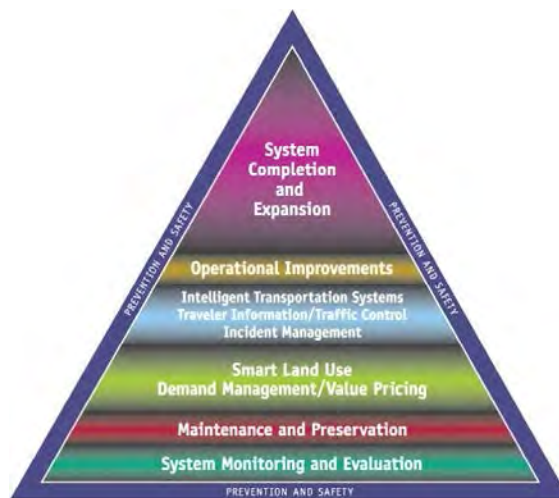 System
Completion
and
Expansion
PREVENTION AND SAFETY
PREVENTION AND SAFETY
Operational Improvements
Intelligent Transportation Systems
Traveler Information/Traffic Control
Incident Management
Smart Land Use
Demand Management/Value Pricing
Maintenance and Preservation
System Monitoring and Evaluation
PREVENTION AND SAFETY